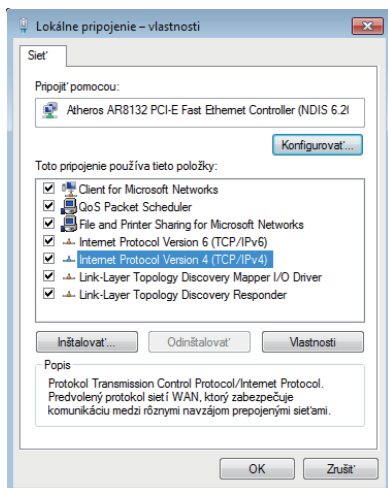 Lokálne pripojenie – vlastnosti
Sieť
Pripojiť pomocou:
Atheros AR8132 PCI-E Fast Ethernet Controller (NDIS 6.2(
Konfigurovať...
Toto pripojenie používa tieto položky:
Client for Microsoft Networks
QoS Packet Scheduler
File and Printer Sharing for Microsoft Networks
Internet Protocol Version 6 (TCP/IPv6)
Internet Protocol Version 4 (TCP/IPv4)
Link-Layer Topology Discovery Mapper I/O Driver
Link-Layer Topology Discovery Responder
Inštalovať...
Odinštalovať
Vlastnosti
Popis
Protokol Transmission Control Protocol/Internet Protocol.
Predvolený protokol sietí WAN, ktorý zabezpečuje
komunikáciu medzi rôznymi navzájom prepojenými sieťami.
OK
Zrušiť